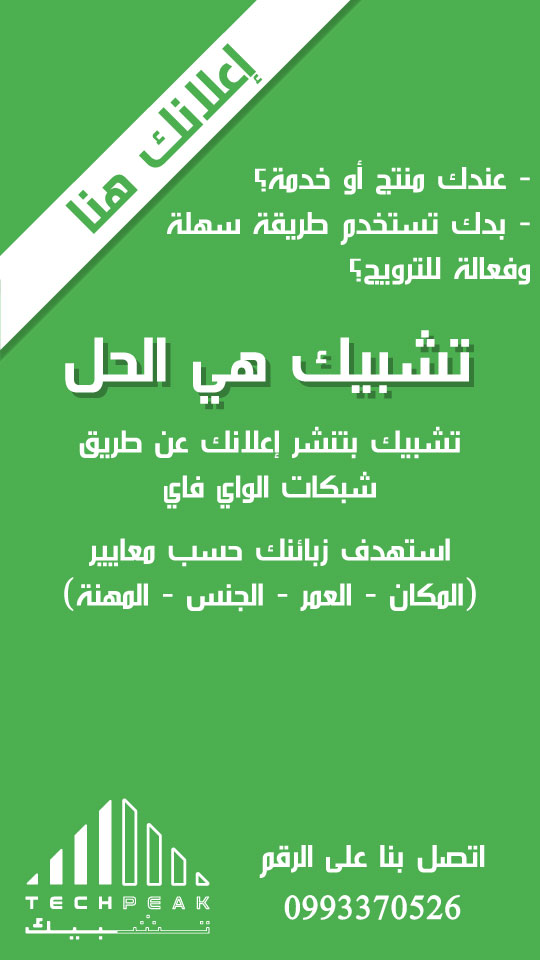 إعلانك هنا
- عندك منتج أو خدمة؟
- بدك تستخدم طريقة سهلة
وفعالة للترويج؟
تشبيك هي الحل
تشبيك بتنشر إعلانك عن طريق
شبكات الواي فاي
استهدف زبائنك حسب معايير
(المكان - العمر - الجنس - المهنة)
اتصل بنا على الرقم
0993370526
TECHPEAK
تشبيك